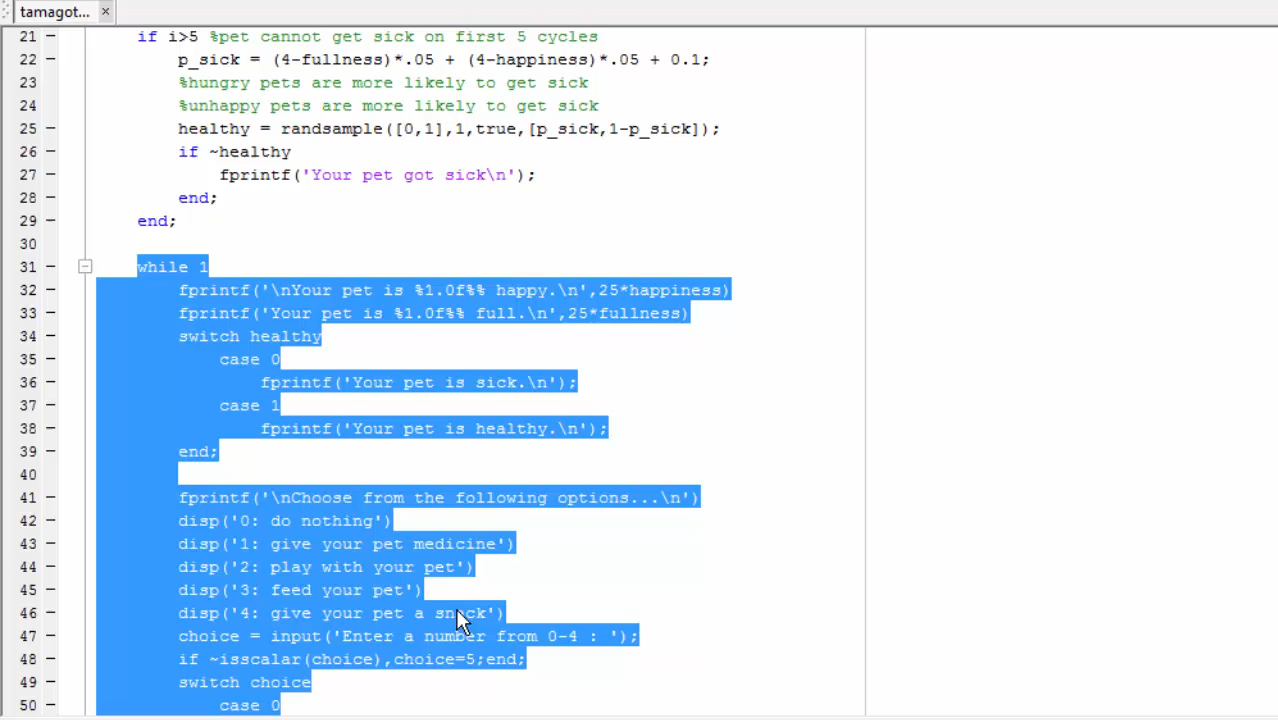 tamagot... ×
21 – if i>5 %pet cannot get sick on first 5 cycles
22 – p_sick = (4-fullness)*.05 + (4-happiness)*.05 + 0.1;
23 %hungry pets are more likely to get sick
24 %unhappy pets are more likely to get sick
25 – healthy = randsample([0,1],1,true,[p_sick,1-p_sick]);
26 – if ~healthy
27 – fprintf('Your pet got sick\n');
28 – end;
29 – end;
30
31 – while 1
32 – fprintf('\nYour pet is %1.0f%% happy.\n',25*happiness)
33 – fprintf('Your pet is %1.0f%% full.\n',25*fullness)
34 – switch healthy
35 – case 0
36 – fprintf('Your pet is sick.\n');
37 – case 1
38 – fprintf('Your pet is healthy.\n');
39 – end;
40
41 – fprintf('\nChoose from the following options...\n')
42 – disp('0: do nothing')
43 – disp('1: give your pet medicine')
44 – disp('2: play with your pet')
45 – disp('3: feed your pet')
46 – disp('4: give your pet a snack')
47 – choice = input('Enter a number from 0-4 : ');
48 – if ~isscalar(choice),choice=5;end;
49 – switch choice
50 – case 0